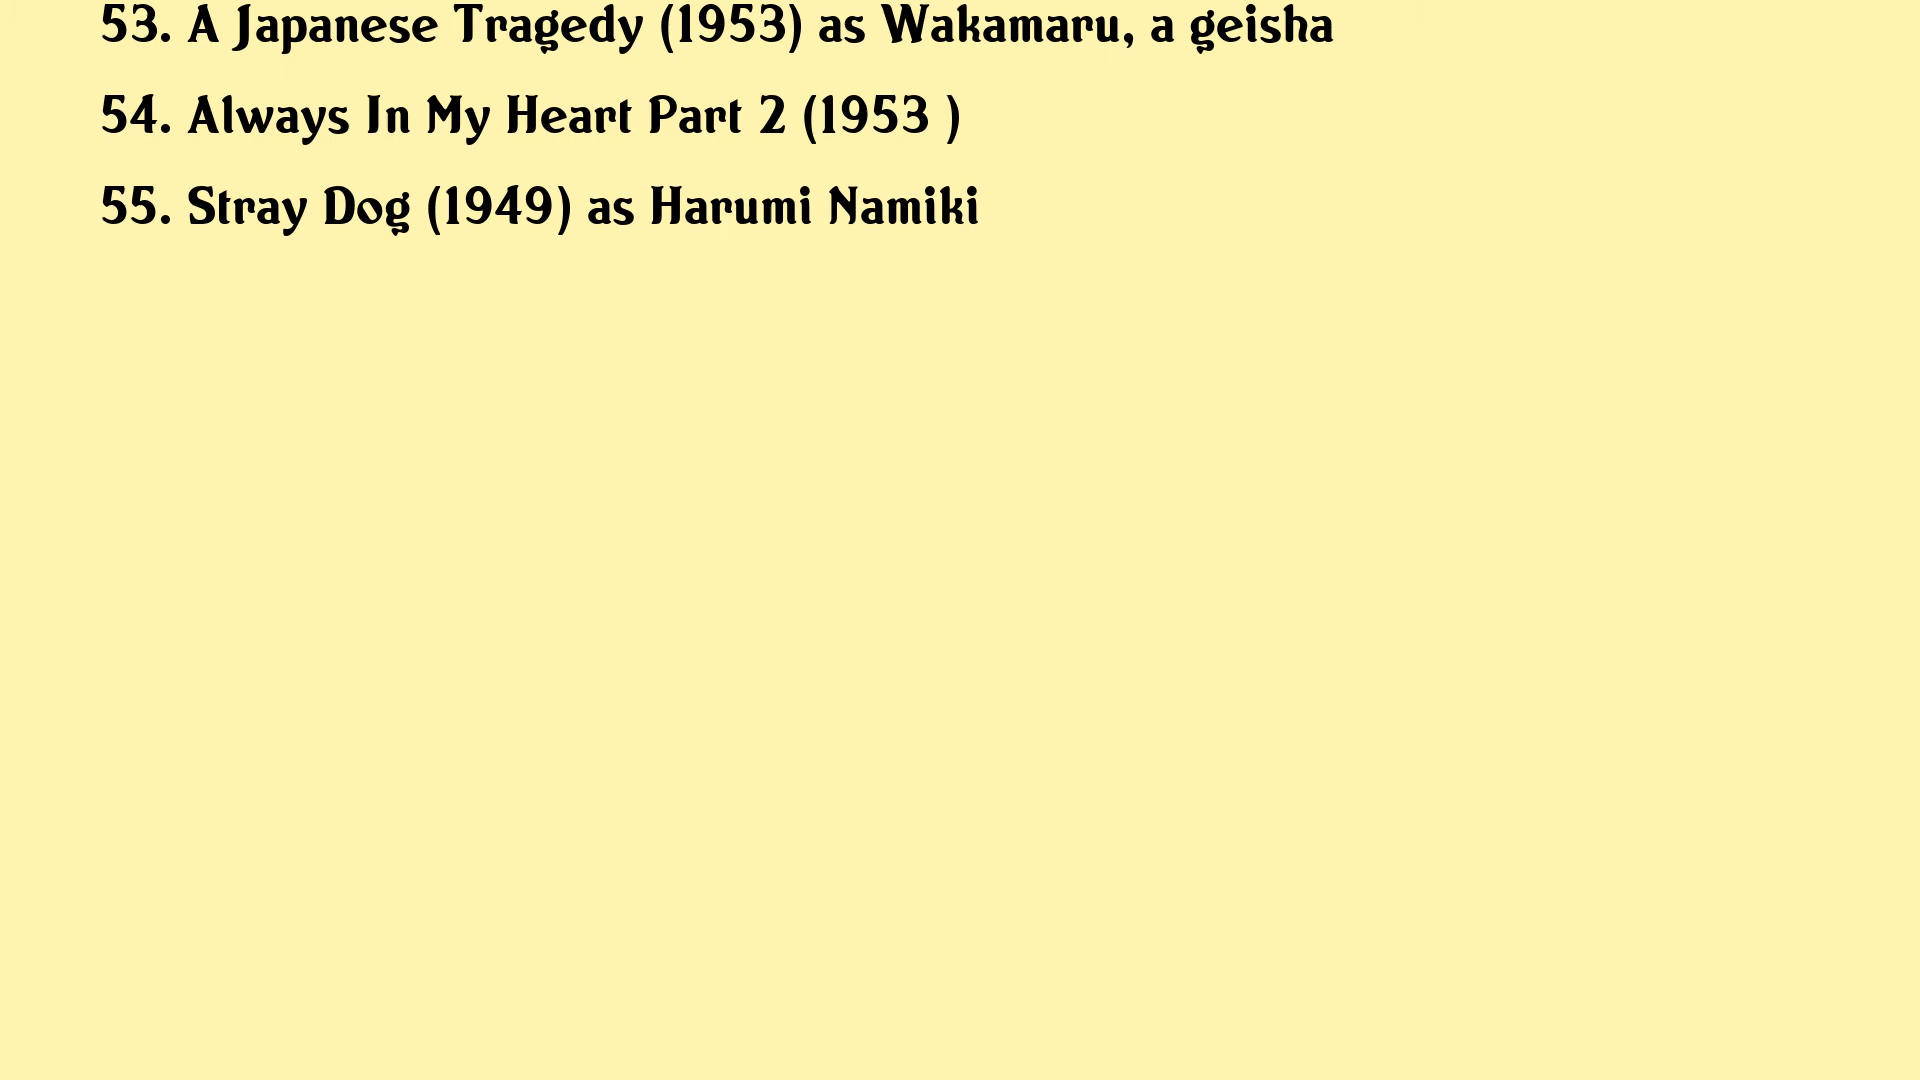 53. A Japanese Tragedy (1953) as Wakamaru, a geisha
54. Always In My Heart Part 2 (1953 )
55. Stray Dog (1949) as Harumi Namiki